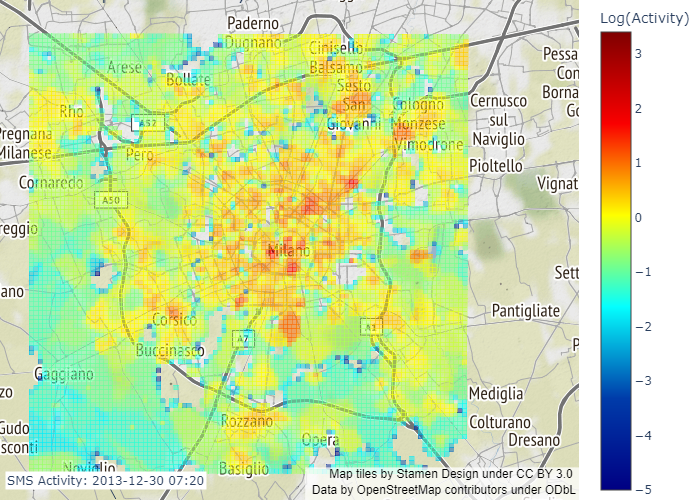 Log(Activity)
3
2
1
0
−1
−2
−3
−4
−5
Paderno
Dugnano
Cinisello
Balsamo
Sesto
San
Giovanni
Arese
Bollate
Rho
A52
Pero
Pregnana
Milanese
Cornaredo
A50
reggio
Cologno
Monzese
Vimodrone
Cernusco
sul
Naviglio
Pioltello
Pessa
Con
Borna
Go
Vignat
Milano
Sett
ano
Pantigliate
Corsico
Buccinasco
A7
A1
P
Gaggiano
zo
Gudo
sconti
Rozzano
Opera
Mediglia
Colturano
Dresano
Noviglio
Basiglio
SMS Activity: 2013-12-30 07:20
Map tiles by Stamen Design under CC BY 3.0
Data by OpenStreetMap contributors under ODbL